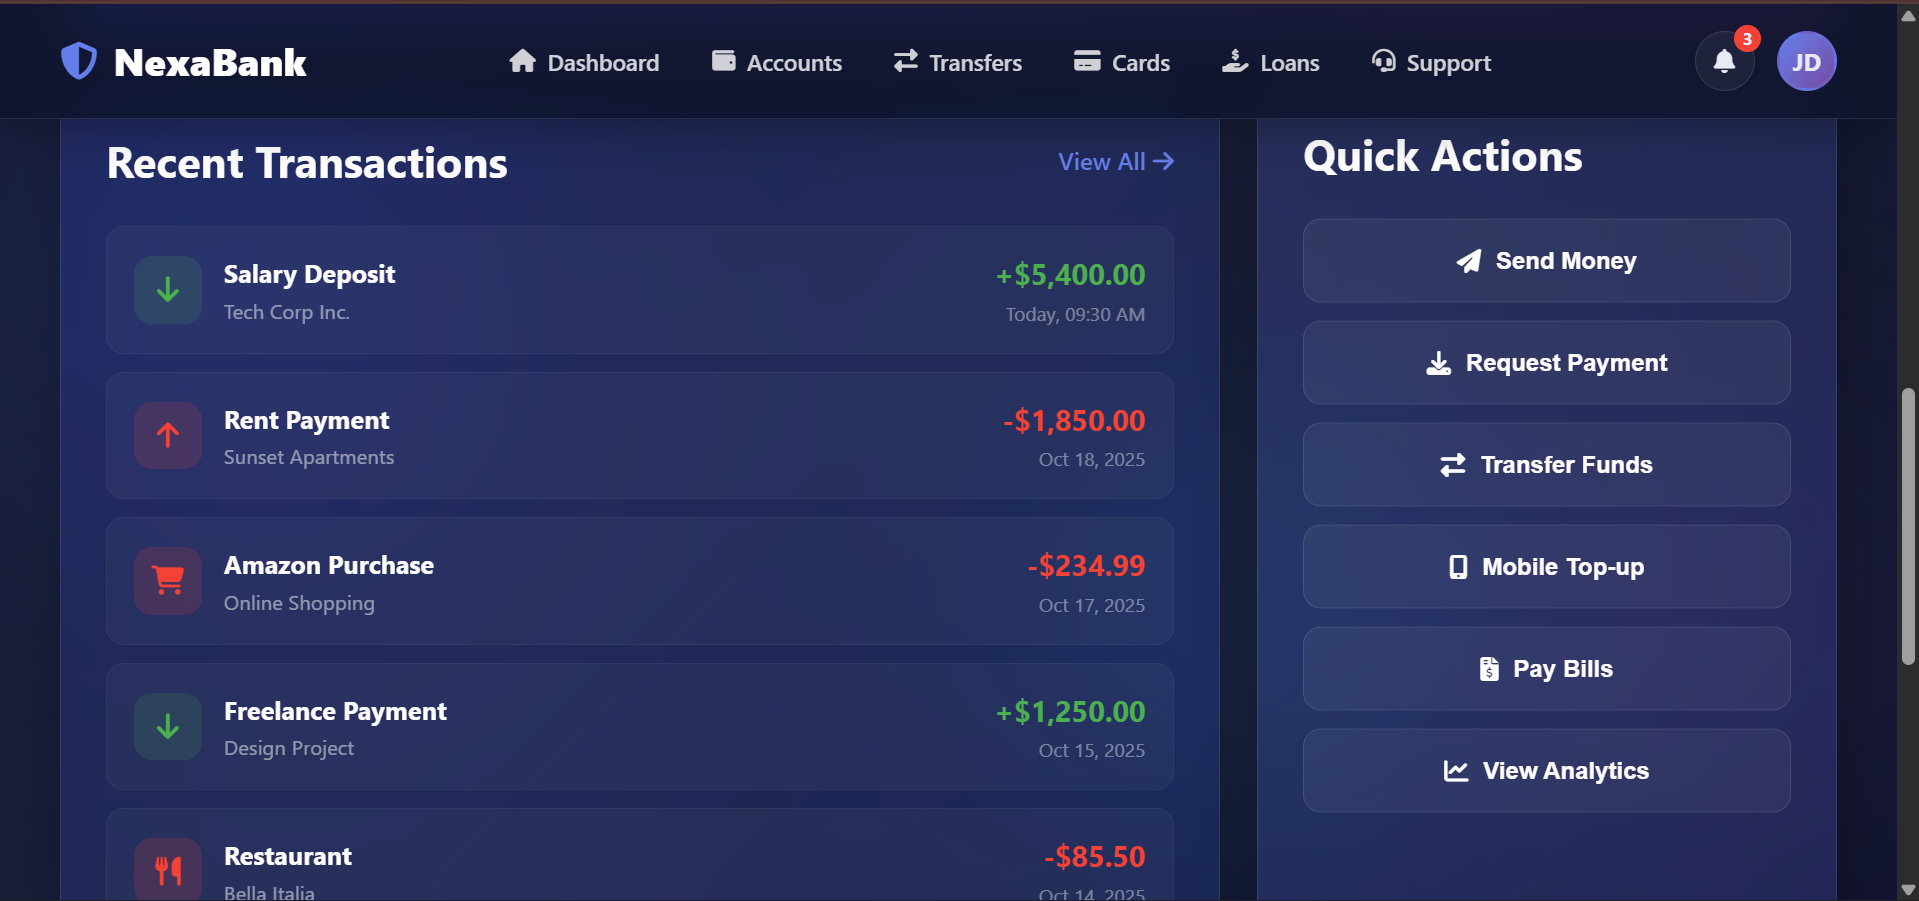 NexaBank
Dashboard
Accounts
Transfers
Cards
Loans
Support
3
JD
Recent Transactions
View All
Salary Deposit
+$5,400.00
Tech Corp Inc.
Today, 09:30 AM
Rent Payment
-$1,850.00
Sunset Apartments
Oct 18, 2025
Amazon Purchase
-$234.99
Online Shopping
Oct 17, 2025
Freelance Payment
+$1,250.00
Design Project
Oct 15, 2025
Restaurant
-$85.50
Bella Italia
Oct 14, 2025
Quick Actions
Send Money
Request Payment
Transfer Funds
Mobile Top-up
Pay Bills
View Analytics